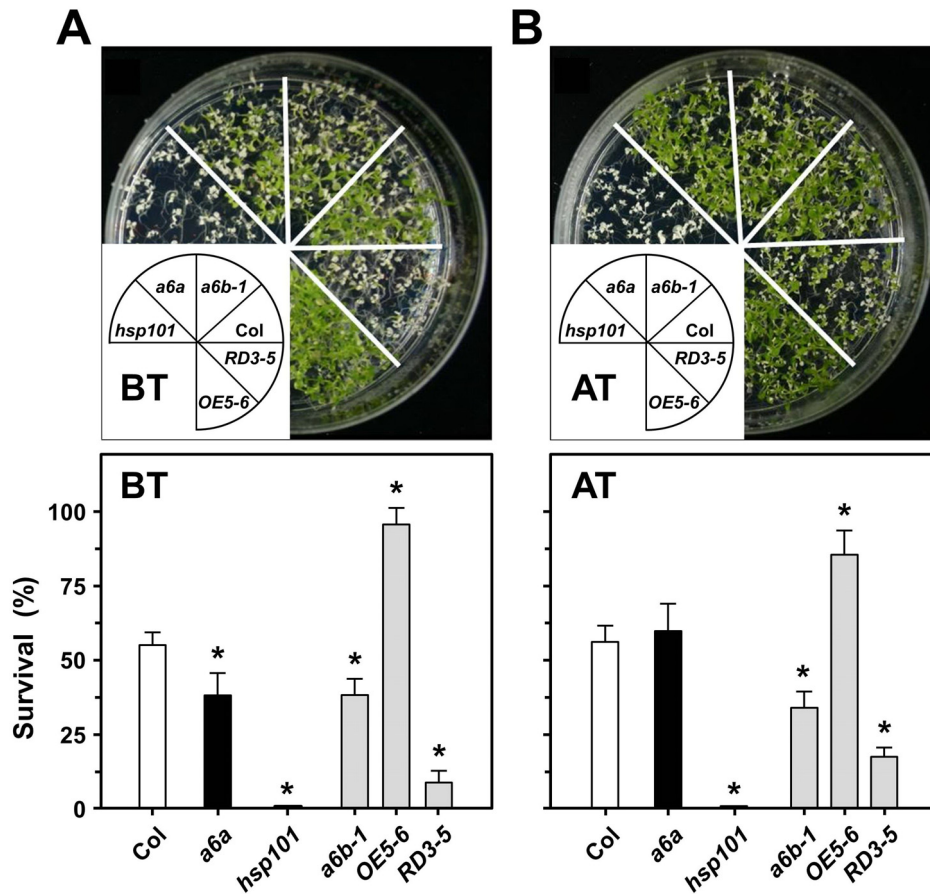 A
B
a6a
a6b-1
hsp101
Col
RD3-5
OE5-6
BT
a6a
a6b-1
hsp101
Col
RD3-5
OE5-6
AT
Survival (%)
BT
100
75
50
25
0
*
*
*
*
*
Col
a6a
hsp101
a6b-1
OE5-6
RD3-5
AT
*
*
*
*
Col
a6a
hsp101
a6b-1
OE5-6
RD3-5